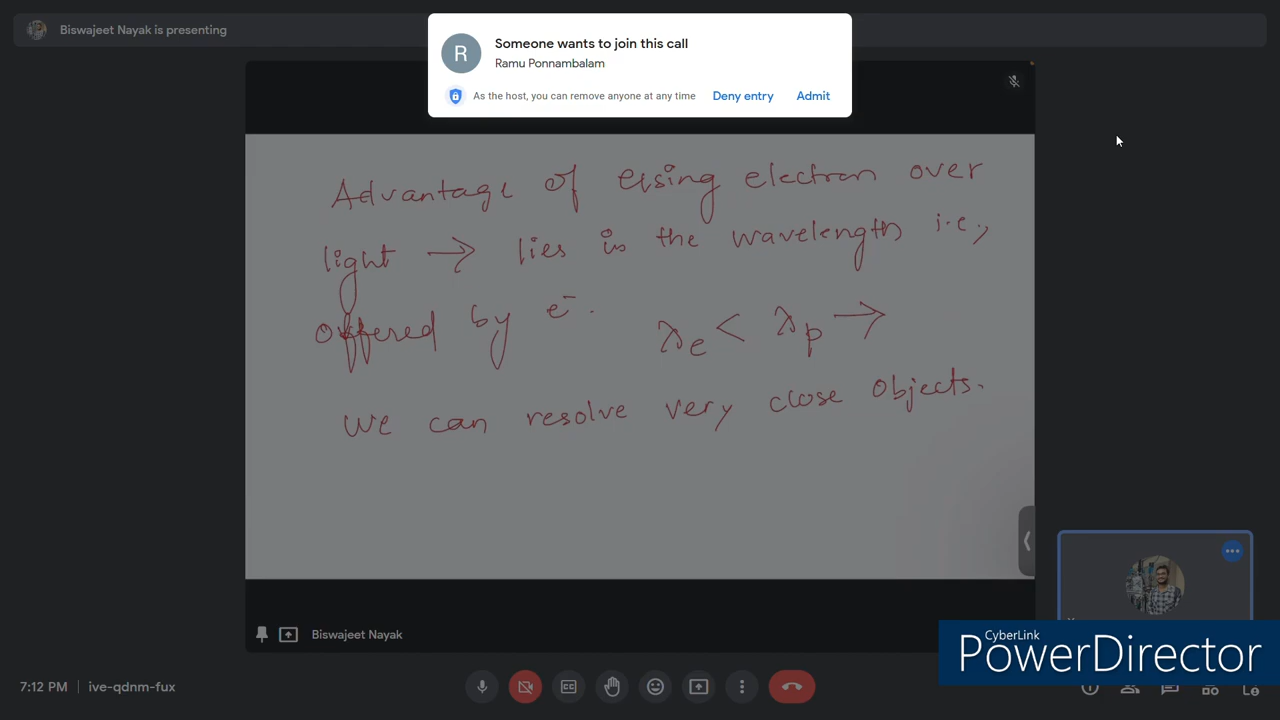 Biswajeet Nayak is presenting
R
Someone wants to join this call
Ramu Ponnambalam
As the host, you can remove anyone at any time
Deny entry
Admit
Advantage of using electron over
light → lies is the wavelength i.e.,
offered by e⁻. λe < λp →
We can resolve very close objects.
Biswajeet Nayak
CyberLink
PowerDirector
7:12 PM | ive-qdnm-fux